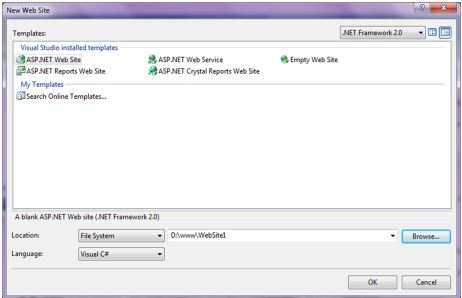 New Web Site
Templates:
.NET Framework 2.0
Visual Studio installed templates
ASP.NET Web Site
ASP.NET Web Service
Empty Web Site
ASP.NET Reports Web Site
ASP.NET Crystal Reports Web Site
My Templates
Search Online Templates...
A blank ASP.NET Web site (.NET Framework 2.0)
Location:
File System
D:\www\WebSite1
Browse...
Language:
Visual C#
OK
Cancel